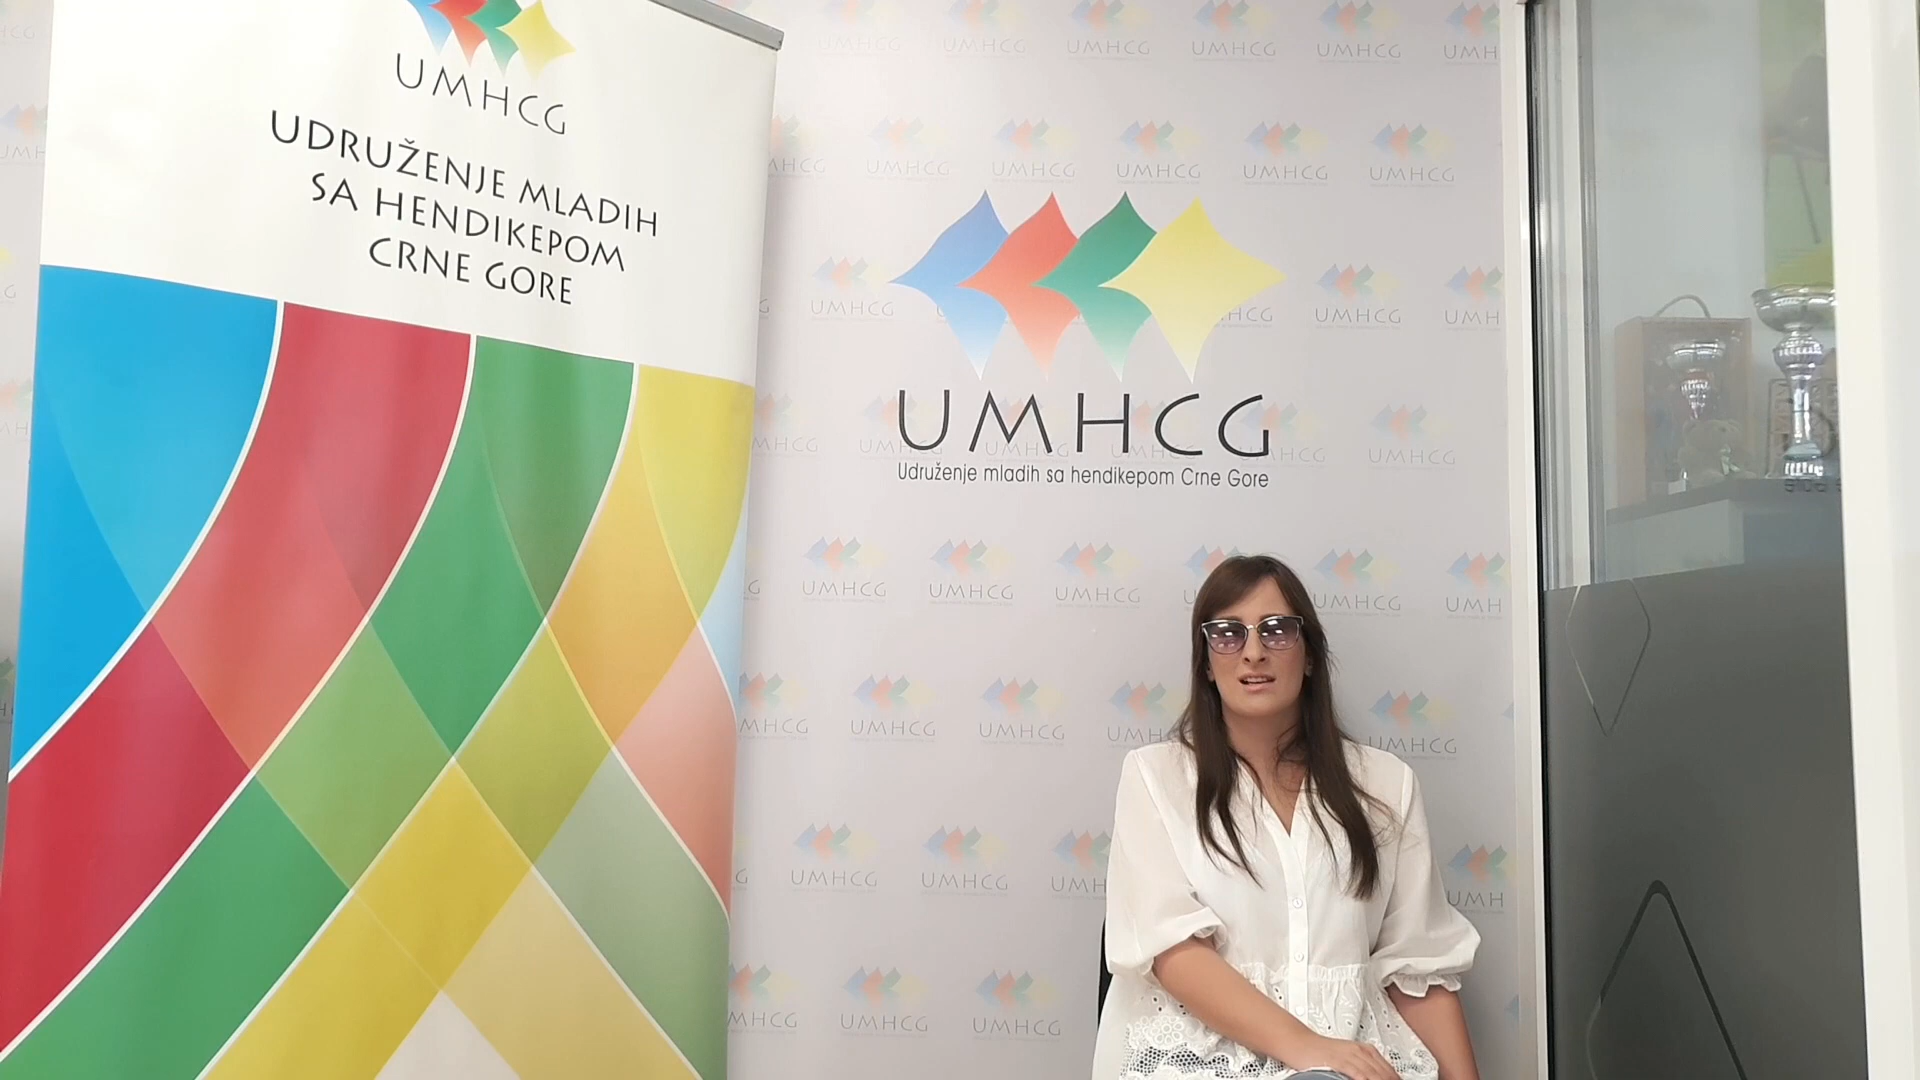 UMHCG
UDRUŽENJE MLADIH
SA HENDIKEPOM
CRNE GORE
UMHCG
Udruženje mladih sa hendikepom Crne Gore